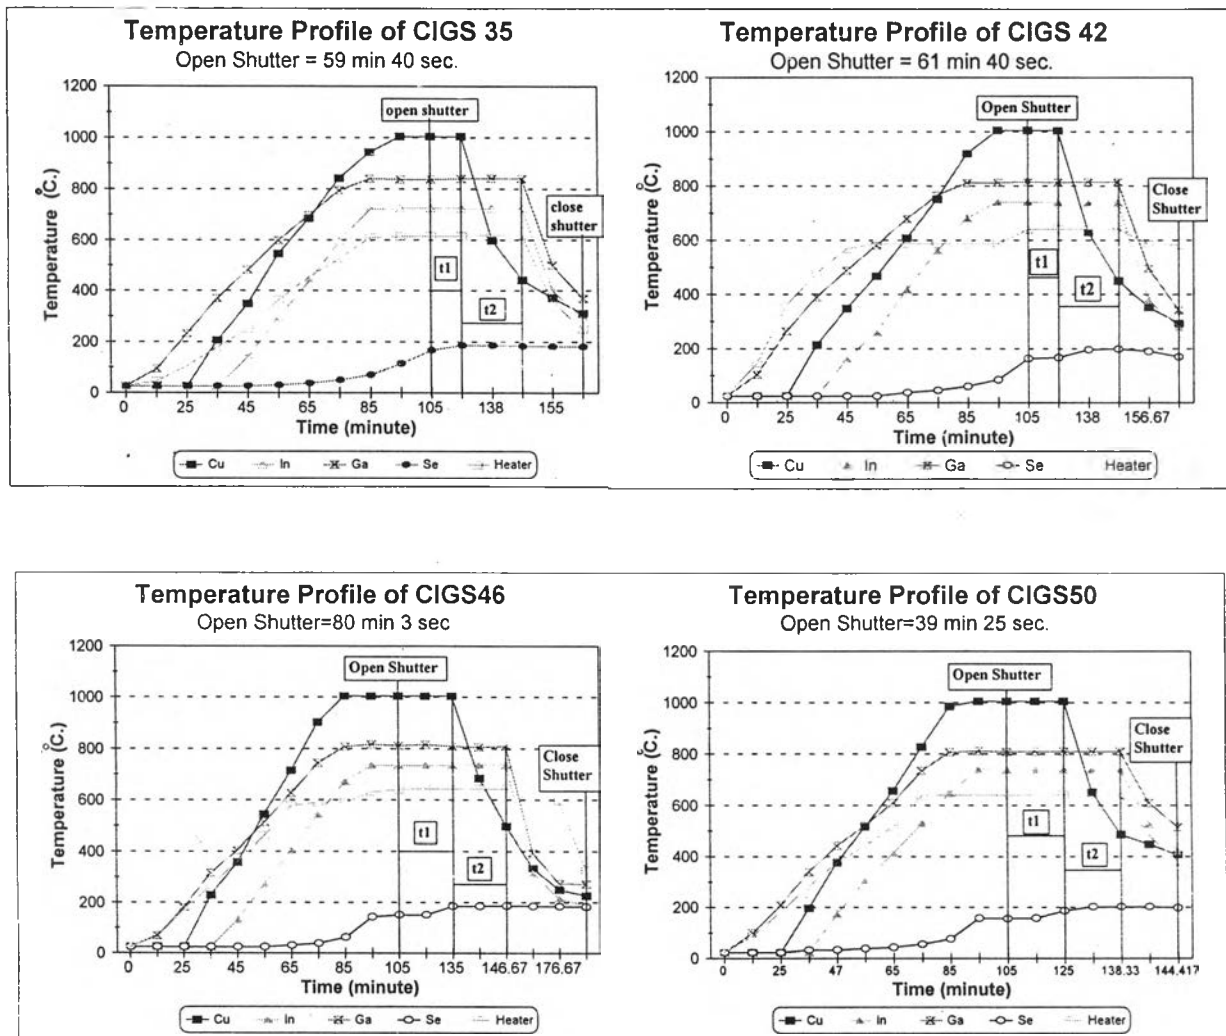 Temperature Profile of CIGS 35
Open Shutter = 59 min 40 sec.
1200
1000
800
600
400
200
0
Temperature (°C.)
open shutter
close
shutter
t1
t2
0 25 45 65 85 105 138 155
Time (minute)
Cu In Ga Se Heater
Temperature Profile of CIGS 42
Open Shutter = 61 min 40 sec.
1200
1000
800
600
400
200
0
Temperature (°C.)
Open Shutter
Close
Shutter
t1
t2
0 25 45 65 85 105 138 156.67
Time (minute)
Cu In Ga Se Heater
Temperature Profile of CIGS46
Open Shutter=80 min 3 sec
1200
1000
800
600
400
200
0
Temperature (°C.)
Open Shutter
Close
Shutter
t1
t2
0 25 45 65 85 105 135 146.67 176.67
Time (minute)
Cu In Ga Se Heater
Temperature Profile of CIGS50
Open Shutter=39 min 25 sec.
1200
1000
800
600
400
200
0
Temperature (°C.)
Open Shutter
Close
Shutter
t1
t2
0 25 47 65 85 105 125 138.33 144.417
Time (minute)
Cu In Ga Se Heater